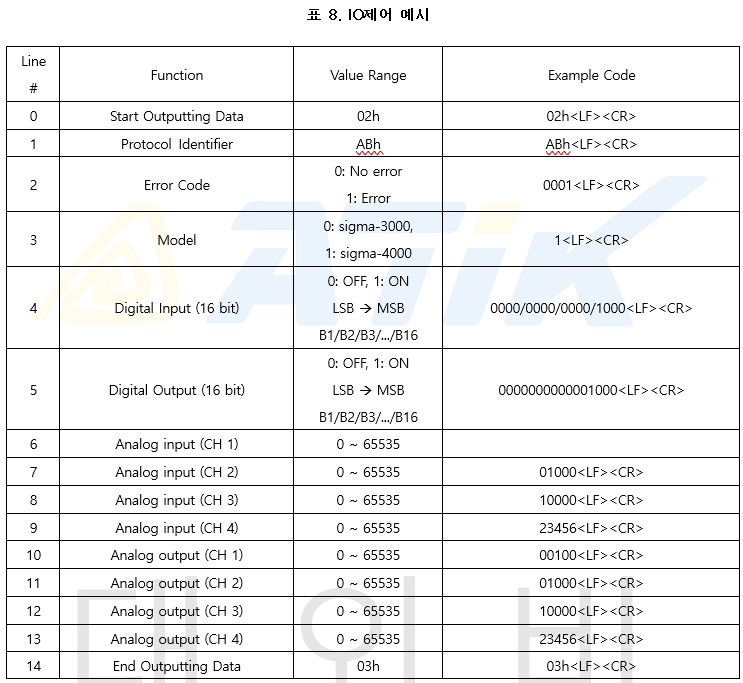 표 8. IO제어 예시
Line # Function Value Range Example Code
0 Start Outputting Data 02h 02h<LF><CR>
1 Protocol Identifier ABh ABh<LF><CR>
2 Error Code 0: No error 1: Error 0001<LF><CR>
3 Model 0: sigma-3000, 1: sigma-4000 1<LF><CR>
4 Digital Input (16 bit) 0: OFF, 1: ON LSB → MSB B1/B2/B3/.../B16 0000/0000/0000/1000<LF><CR>
5 Digital Output (16 bit) 0: OFF, 1: ON LSB → MSB B1/B2/B3/.../B16 0000000000001000<LF><CR>
6 Analog input (CH 1) 0 ~ 65535
7 Analog input (CH 2) 0 ~ 65535 01000<LF><CR>
8 Analog input (CH 3) 0 ~ 65535 10000<LF><CR>
9 Analog input (CH 4) 0 ~ 65535 23456<LF><CR>
10 Analog output (CH 1) 0 ~ 65535 00100<LF><CR>
11 Analog output (CH 2) 0 ~ 65535 01000<LF><CR>
12 Analog output (CH 3) 0 ~ 65535 10000<LF><CR>
13 Analog output (CH 4) 0 ~ 65535 23456<LF><CR>
14 End Outputting Data 03h 03h<LF><CR>
ATiK